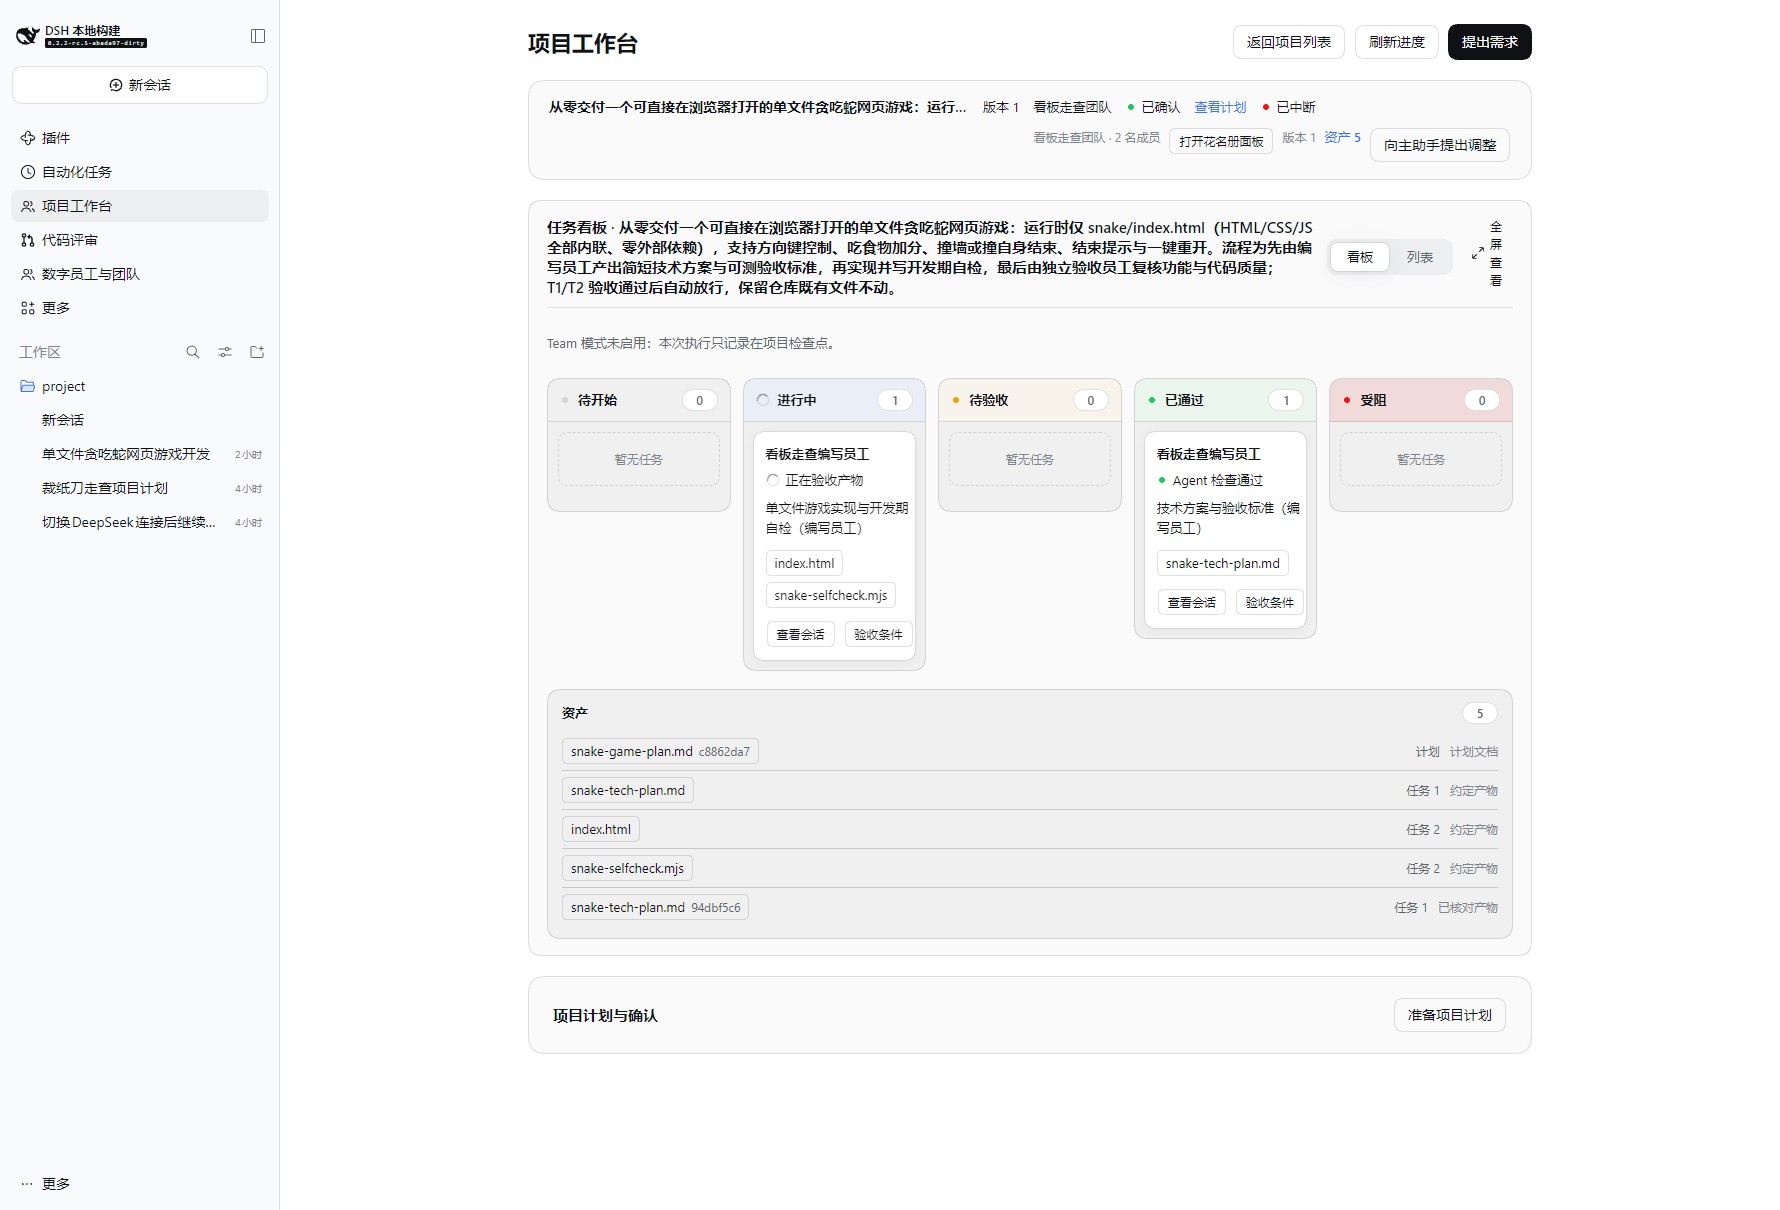 DSH 本地构建
0.3.2-rc.5-abada97-dirty
新会话
插件
自动化任务
项目工作台
代码评审
数字员工与团队
更多
工作区
project
新会话
单文件贪吃蛇网页游戏开发 2小时
裁纸刀走查项目计划 4小时
切换DeepSeek连接后继续... 4小时
更多
项目工作台
返回项目列表 刷新进度 提出需求
从零交付一个可直接在浏览器打开的单文件贪吃蛇网页游戏：运行... 版本 1 看板走查团队 已确认 查看计划 已中断
看板走查团队 · 2 名成员 打开花名册面板 版本 1 资产 5 向主助手提出调整
任务看板 · 从零交付一个可直接在浏览器打开的单文件贪吃蛇网页游戏：运行时仅 snake/index.html（HTML/CSS/JS
全部内联、零外部依赖），支持方向键控制、吃食物加分、撞墙或撞自身结束、结束提示与一键重开。流程为先由编
写员工产出简短技术方案与可测验收标准，再实现并写开发期自检，最后由独立验收员工复核功能与代码质量；
T1/T2 验收通过后自动放行，保留仓库既有文件不动。
看板 列表
全
屏
查
看
Team 模式未启用：本次执行只记录在项目检查点。
待开始 0
暂无任务
进行中 1
看板走查编写员工
正在验收产物
单文件游戏实现与开发期
自检（编写员工）
index.html
snake-selfcheck.mjs
查看会话 验收条件
待验收 0
暂无任务
已通过 1
看板走查编写员工
Agent 检查通过
技术方案与验收标准（编
写员工）
snake-tech-plan.md
查看会话 验收条件
受阻 0
暂无任务
资产 5
snake-game-plan.md c8862da7 计划 计划文档
snake-tech-plan.md 任务 1 约定产物
index.html 任务 2 约定产物
snake-selfcheck.mjs 任务 2 约定产物
snake-tech-plan.md 94dbf5c6 任务 1 已核对产物
项目计划与确认 准备项目计划